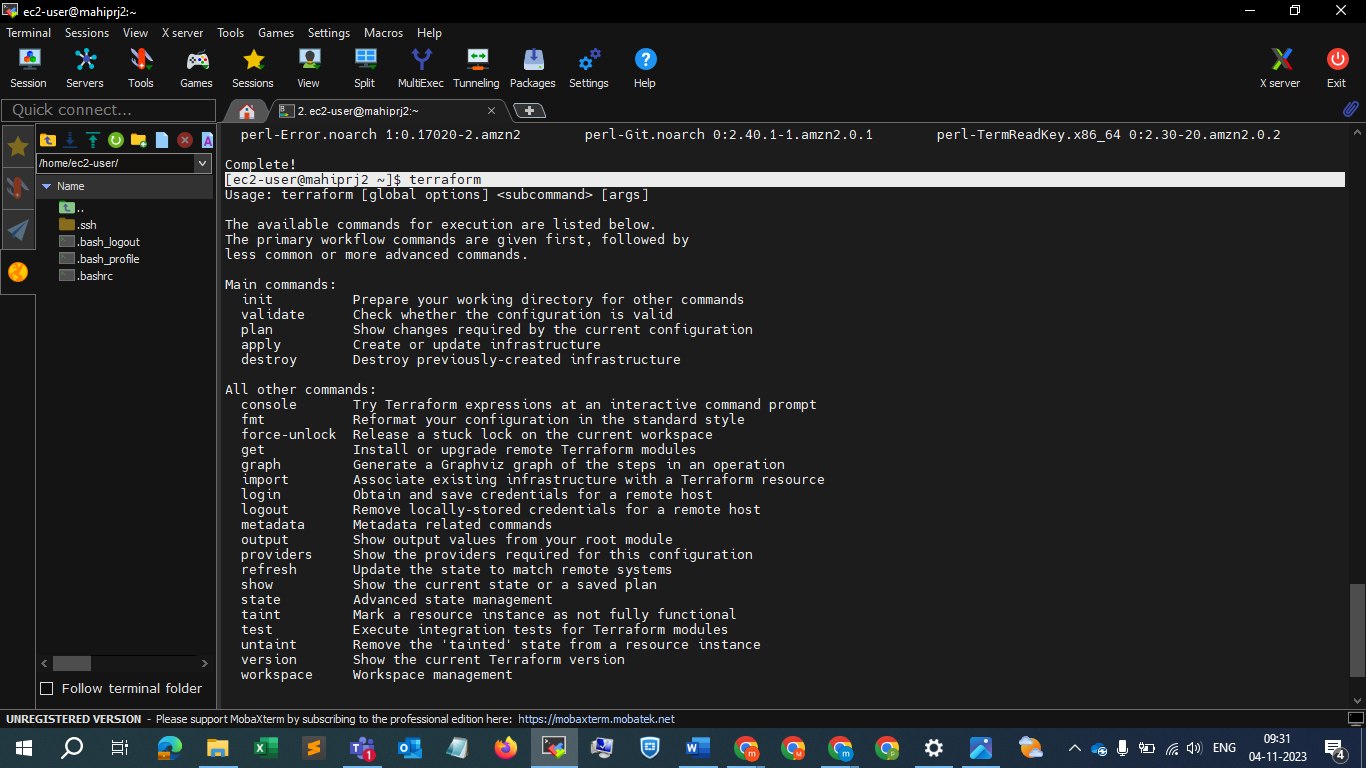 ec2-user@mahiprj2:~
Terminal Sessions View X server Tools Games Settings Macros Help
Session Servers Tools Games Sessions View Split MultiExec Tunneling Packages Settings Help X server Exit
Quick connect...
2. ec2-user@mahiprj2:~
/home/ec2-user/
Name
..
.ssh
.bash_logout
.bash_profile
.bashrc
Follow terminal folder
perl-Error.noarch 1:0.17020-2.amzn2 perl-Git.noarch 0:2.40.1-1.amzn2.0.1 perl-TermReadKey.x86_64 0:2.30-20.amzn2.0.2
Complete!
[ec2-user@mahiprj2 ~]$ terraform
Usage: terraform [global options] <subcommand> [args]
The available commands for execution are listed below.
The primary workflow commands are given first, followed by
less common or more advanced commands.
Main commands:
init Prepare your working directory for other commands
validate Check whether the configuration is valid
plan Show changes required by the current configuration
apply Create or update infrastructure
destroy Destroy previously-created infrastructure
All other commands:
console Try Terraform expressions at an interactive command prompt
fmt Reformat your configuration in the standard style
force-unlock Release a stuck lock on the current workspace
get Install or upgrade remote Terraform modules
graph Generate a Graphviz graph of the steps in an operation
import Associate existing infrastructure with a Terraform resource
login Obtain and save credentials for a remote host
logout Remove locally-stored credentials for a remote host
metadata Metadata related commands
output Show output values from your root module
providers Show the providers required for this configuration
refresh Update the state to match remote systems
show Show the current state or a saved plan
state Advanced state management
taint Mark a resource instance as not fully functional
test Execute integration tests for Terraform modules
untaint Remove the 'tainted' state from a resource instance
version Show the current Terraform version
workspace Workspace management
UNREGISTERED VERSION - Please support MobaXterm by subscribing to the professional edition here: https://mobaxterm.mobatek.net
ENG
09:31
04-11-2023
4